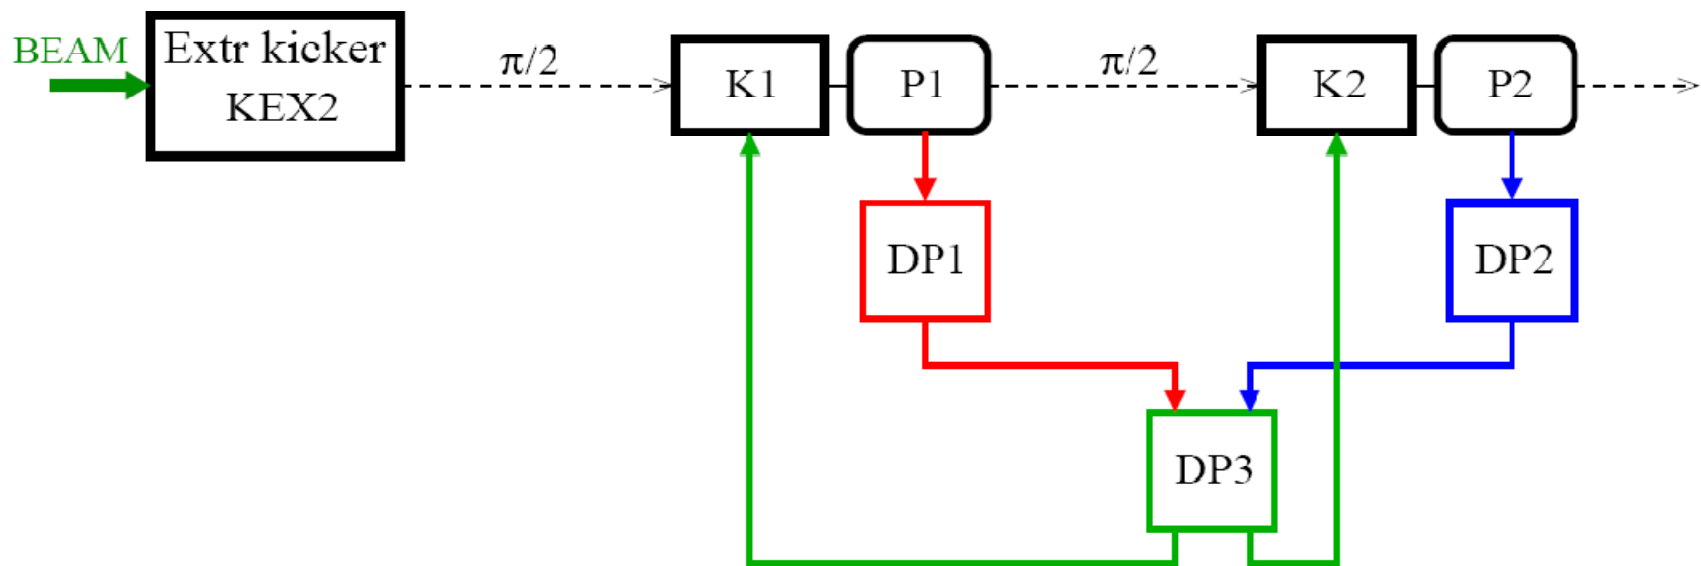 BEAM
Extr kicker
KEX2
π/2
K1
P1
π/2
K2
P2
DP1
DP2
DP3